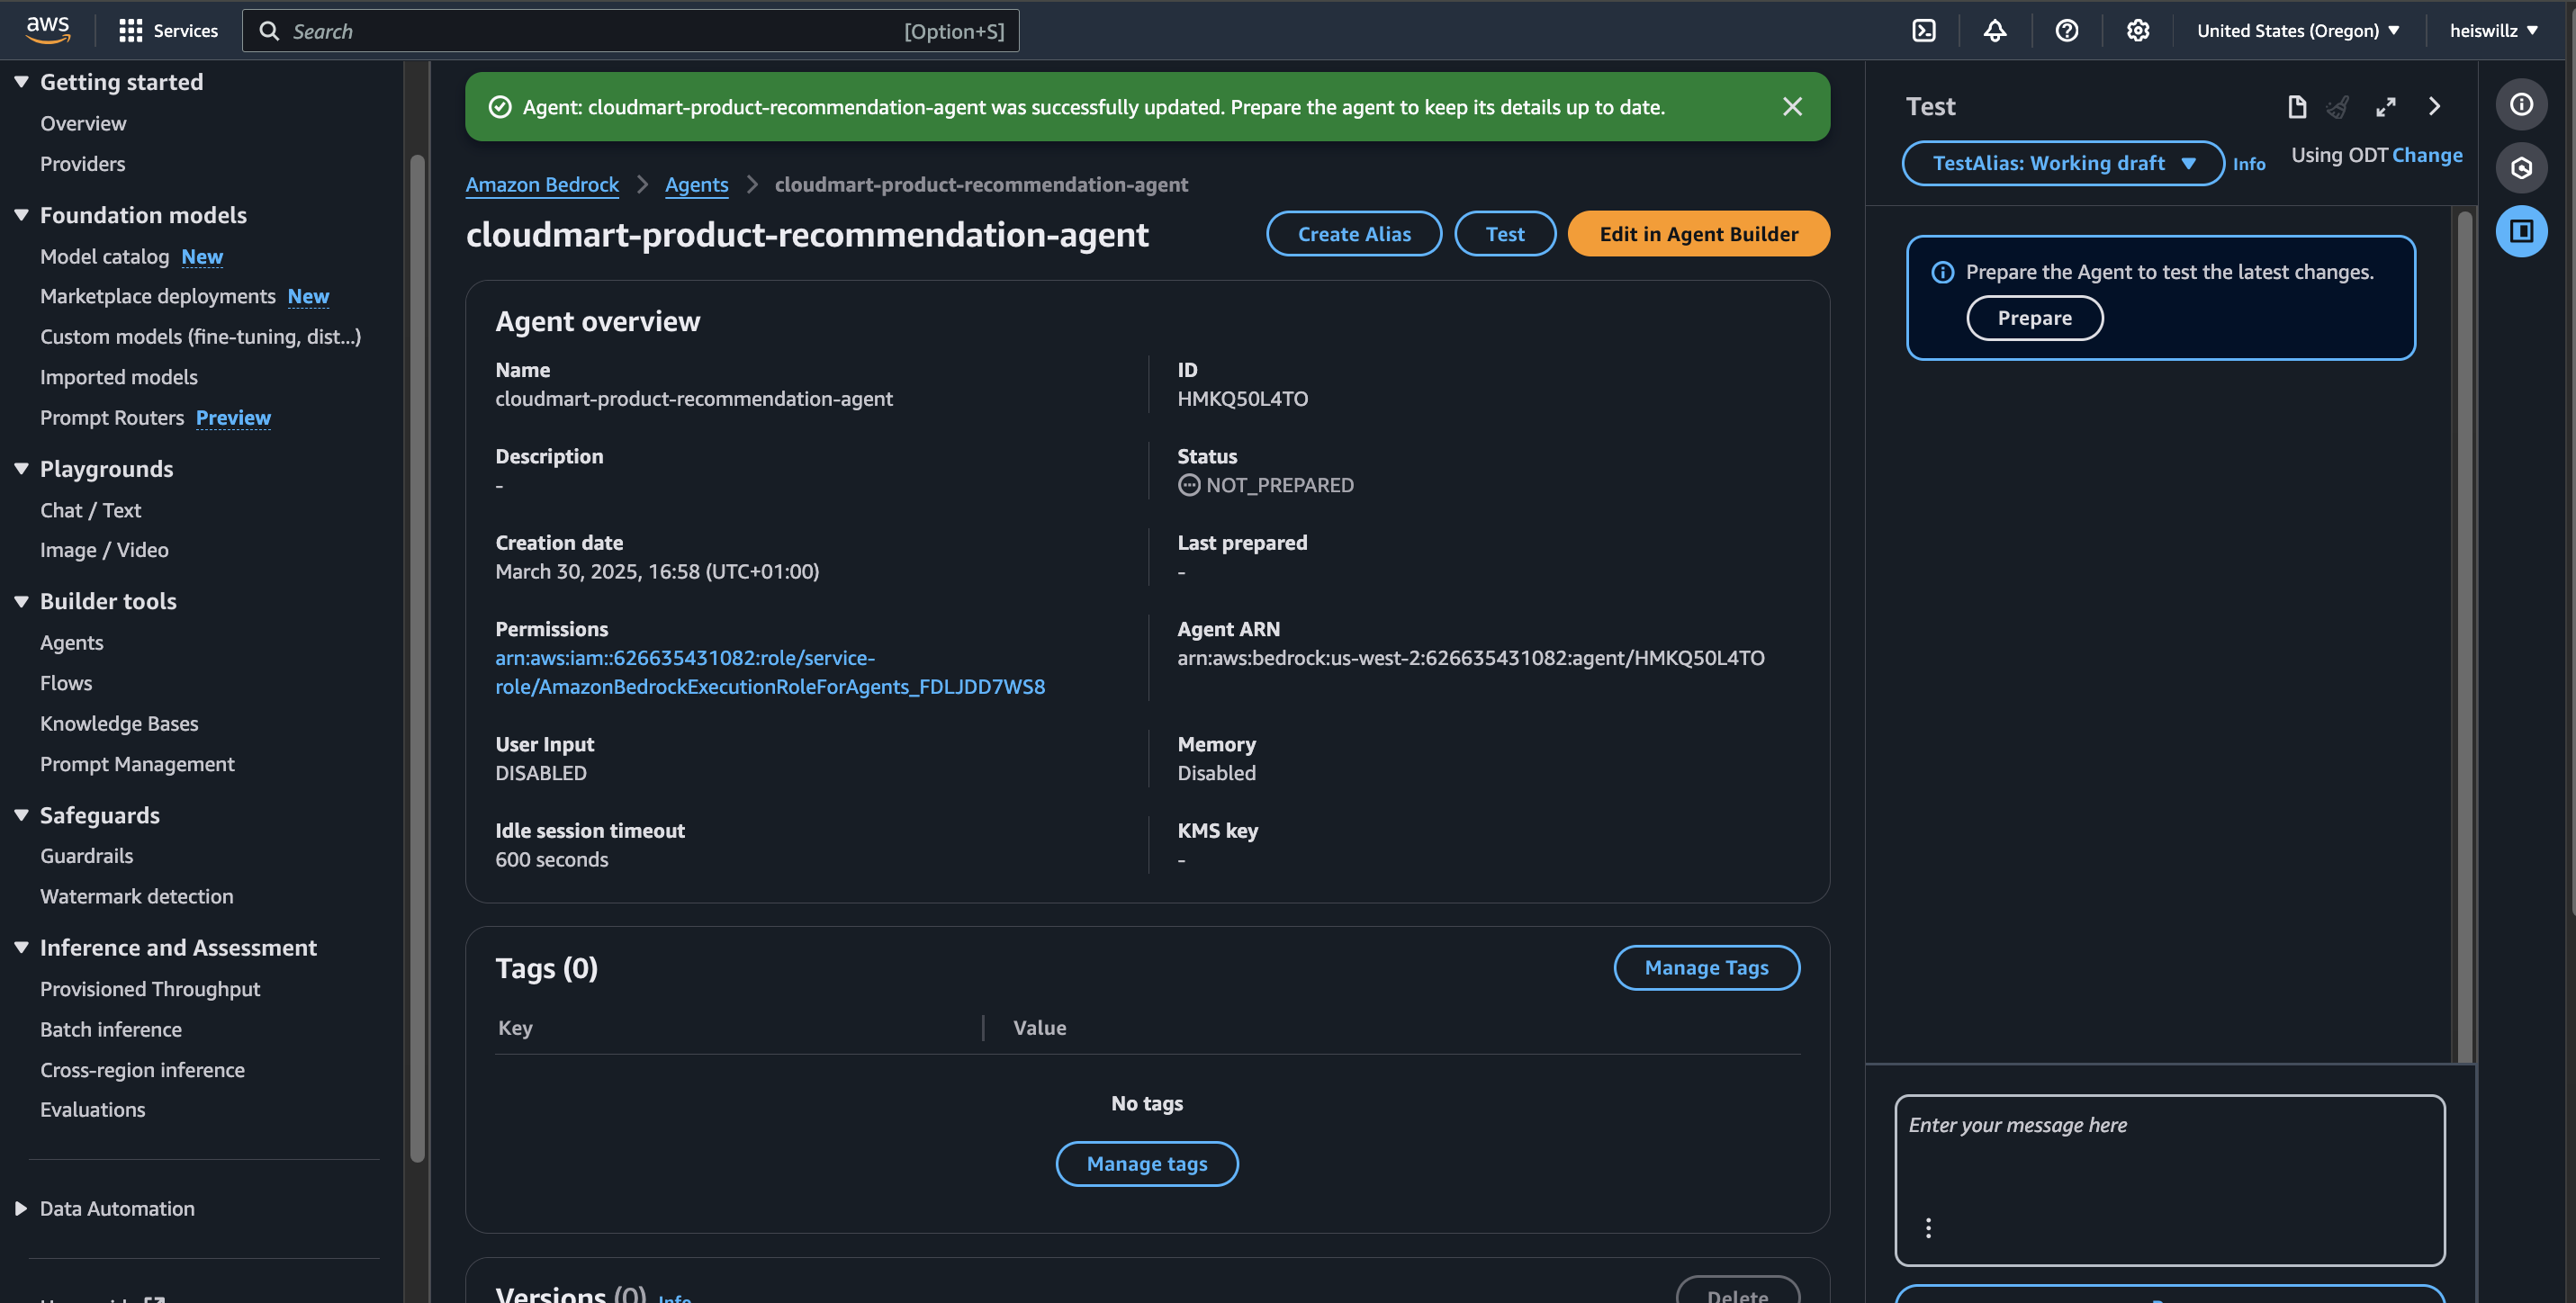 aws
Services
Search
[Option+S]
United States (Oregon)
heiswillz
Getting started
Overview
Providers
Foundation models
Model catalog New
Marketplace deployments New
Custom models (fine-tuning, dist...)
Imported models
Prompt Routers Preview
Playgrounds
Chat / Text
Image / Video
Builder tools
Agents
Flows
Knowledge Bases
Prompt Management
Safeguards
Guardrails
Watermark detection
Inference and Assessment
Provisioned Throughput
Batch inference
Cross-region inference
Evaluations
Data Automation
Agent: cloudmart-product-recommendation-agent was successfully updated. Prepare the agent to keep its details up to date.
Amazon Bedrock
Agents
cloudmart-product-recommendation-agent
cloudmart-product-recommendation-agent
Create Alias
Test
Edit in Agent Builder
Agent overview
Name
cloudmart-product-recommendation-agent
ID
HMKQ50L4TO
Description
-
Status
NOT_PREPARED
Creation date
March 30, 2025, 16:58 (UTC+01:00)
Last prepared
-
Permissions
arn:aws:iam::626635431082:role/service-
role/AmazonBedrockExecutionRoleForAgents_FDLJDD7WS8
Agent ARN
arn:aws:bedrock:us-west-2:626635431082:agent/HMKQ50L4TO
User Input
DISABLED
Memory
Disabled
Idle session timeout
600 seconds
KMS key
-
Tags (0)
Manage Tags
Key
Value
No tags
Manage tags
Versions (0) Info
Delete
Test
TestAlias: Working draft
Info
Using ODT Change
Prepare the Agent to test the latest changes.
Prepare
Enter your message here